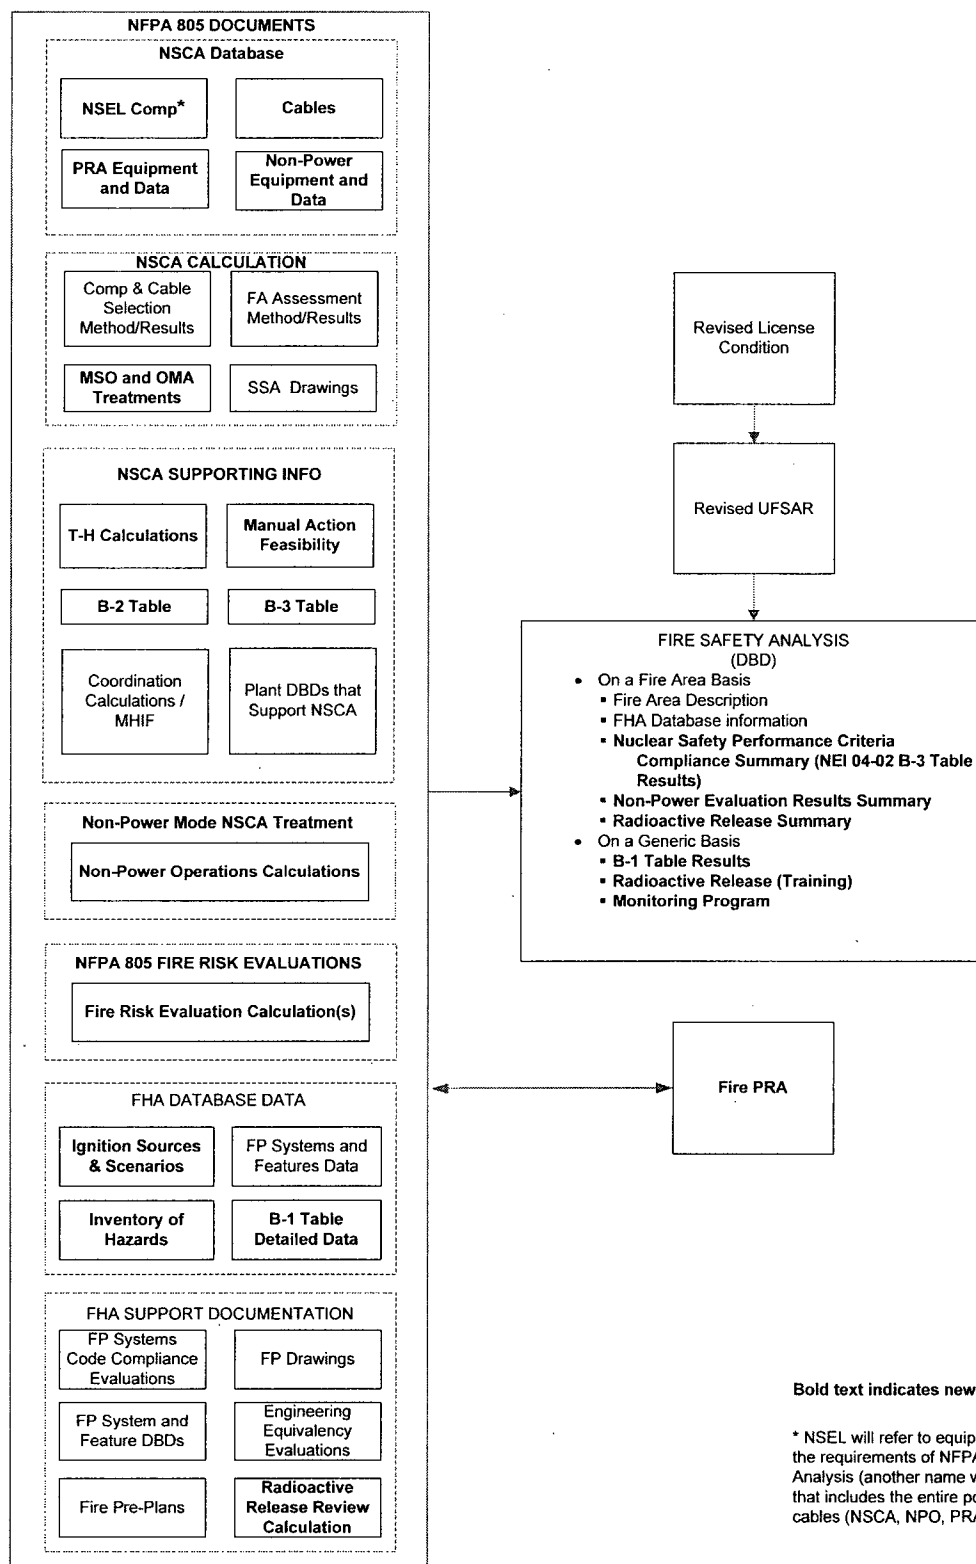 NFPA 805 DOCUMENTS
NSCA Database
NSEL Comp*
Cables
PRA Equipment
and Data
Non-Power
Equipment and
Data
NSCA CALCULATION
Comp & Cable
Selection
Method/Results
FA Assessment
Method/Results
MSO and OMA
Treatments
SSA Drawings
NSCA SUPPORTING INFO
T-H Calculations
Manual Action
Feasibility
B-2 Table
B-3 Table
Coordination
Calculations /
MHIF
Plant DBDs that
Support NSCA
Non-Power Mode NSCA Treatment
Non-Power Operations Calculations
NFPA 805 FIRE RISK EVALUATIONS
Fire Risk Evaluation Calculation(s)
FHA DATABASE DATA
Ignition Sources
& Scenarios
FP Systems and
Features Data
Inventory of
Hazards
B-1 Table
Detailed Data
FHA SUPPORT DOCUMENTATION
FP Systems
Code Compliance
Evaluations
FP Drawings
FP System and
Feature DBDs
Engineering
Equivalency
Evaluations
Fire Pre-Plans
Radioactive
Release Review
Calculation
Revised License
Condition
Revised UFSAR
FIRE SAFETY ANALYSIS
(DBD)
• On a Fire Area Basis
▪ Fire Area Description
▪ FHA Database information
▪ Nuclear Safety Performance Criteria
Compliance Summary (NEI 04-02 B-3 Table
Results)
▪ Non-Power Evaluation Results Summary
▪ Radioactive Release Summary
• On a Generic Basis
▪ B-1 Table Results
▪ Radioactive Release (Training)
▪ Monitoring Program
Fire PRA
Bold text indicates new
* NSEL will refer to equip
the requirements of NFPA
Analysis (another name
that includes the entire
cables (NSCA, NPO, PRA